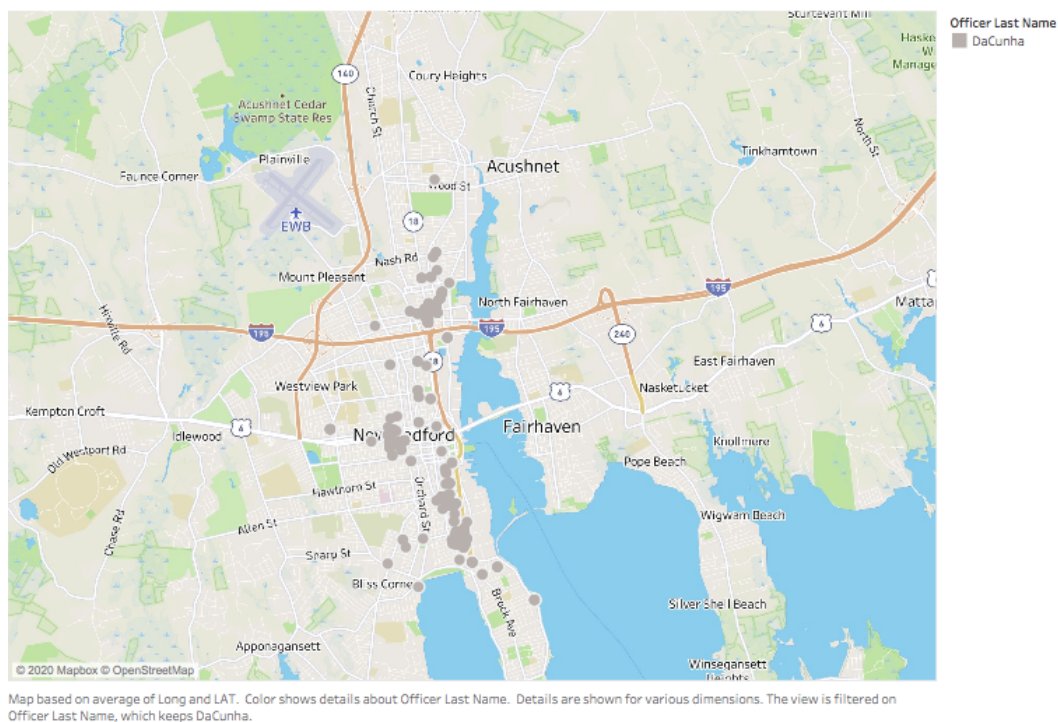 Sturtevant Mill
Officer Last Name
DaCunha
Haske
W
Manage
140
Coury Heights
Church St
Acushnet Cedar
Swamp State Res
North St
Plainville
Tinkhamtown
Faunce Corner
Acushnet
Wood St
18
EWB
Nash Rd
Mount Pleasant
195
North Fairhaven
Matta
6
Hixville Rd
195
195
240
18
East Fairhaven
Westview Park
Nasketucket
6
Kempton Croft
6
Idlewood
New Bedford
Fairhaven
Knollmere
Old Westport Rd
Pope Beach
Hawthorn St
Orchard St
Wigwam Beach
Chase Rd
Allen St
Sharp St
Bliss Corner
Brock Ave
Silver Shell Beach
Apponagansett
Winsegansett
Heights
© 2020 Mapbox © OpenStreetMap
Map based on average of Long and LAT. Color shows details about Officer Last Name. Details are shown for various dimensions. The view is filtered on
Officer Last Name, which keeps DaCunha.